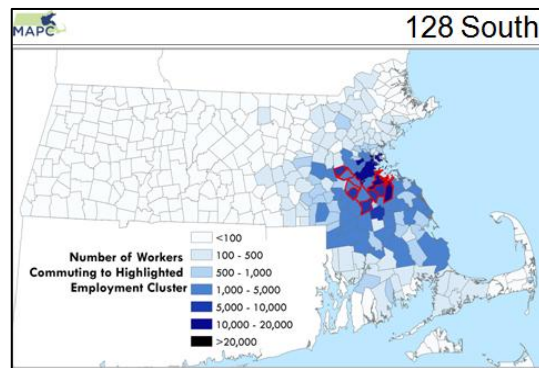 MAPC
128 South
Number of Workers
Commuting to Highlighted
Employment Cluster
<100
100 - 500
500 - 1,000
1,000 - 5,000
5,000 - 10,000
10,000 - 20,000
>20,000